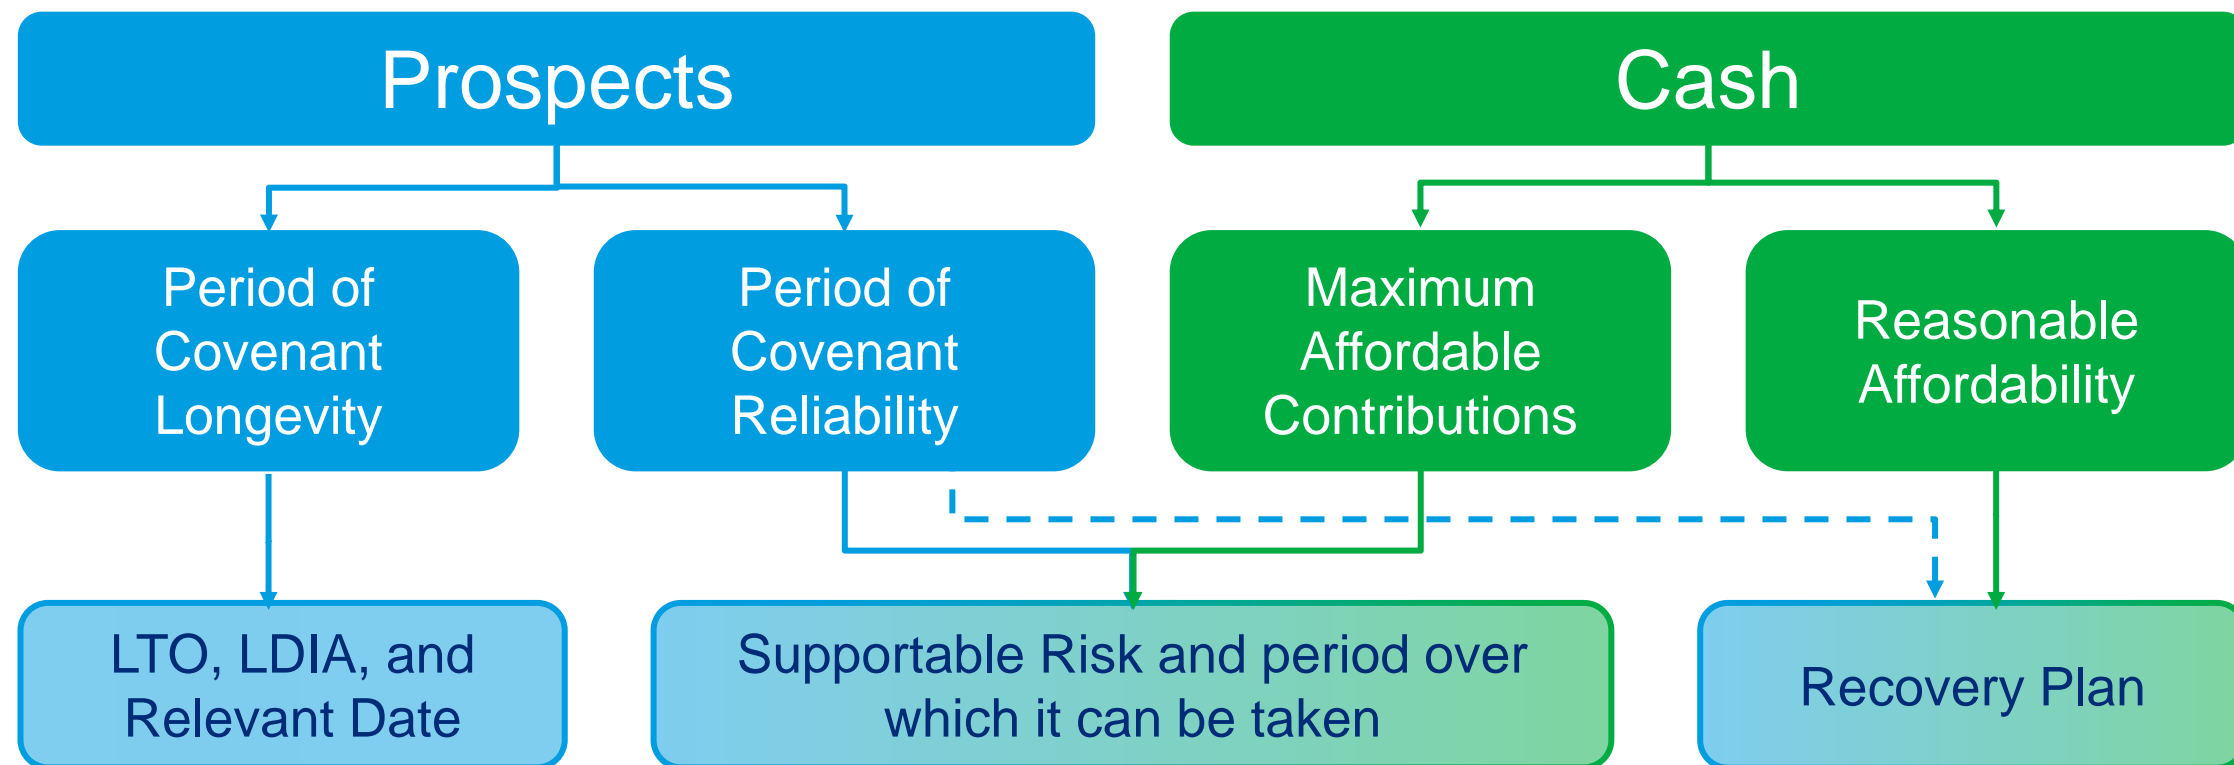 Prospects
Cash
Period of
Covenant
Longevity
Period of
Covenant
Reliability
Maximum
Affordable
Contributions
Reasonable
Affordability
LTO, LDIA, and
Relevant Date
Supportable Risk and period over
which it can be taken
Recovery Plan